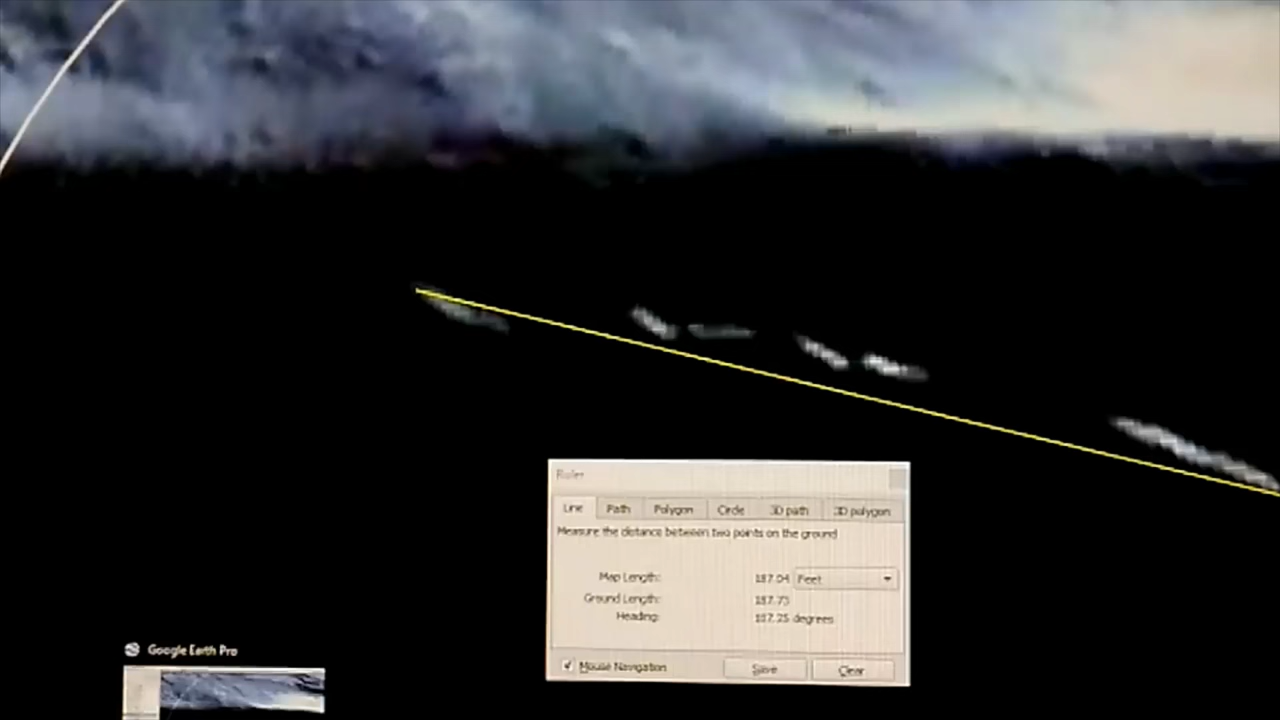 Ruler
Line Path Polygon Circle 3D path 3D polygon
Measure the distance between two points on the ground
Map Length: 187.04 Feet
Ground Length: 187.73
Heading: 107.25 degrees
Mouse Navigation Save Clear
Google Earth Pro